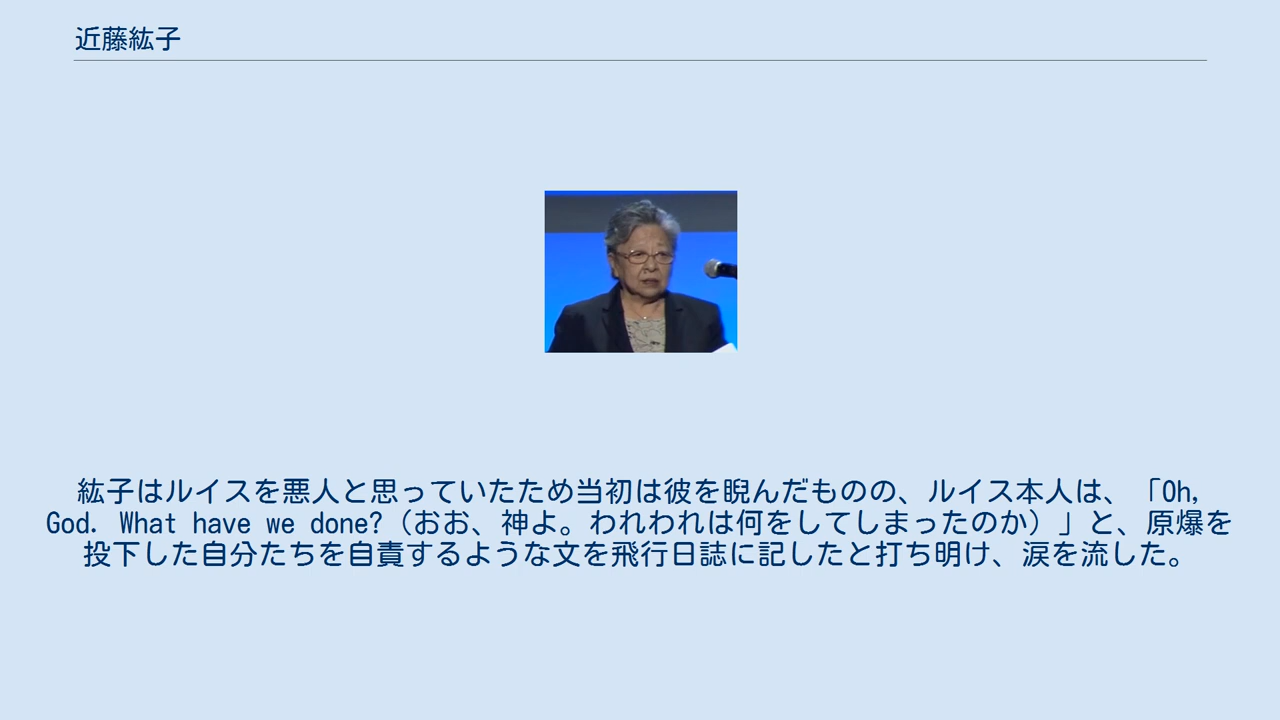 近藤紘子
紘子はルイスを悪人と思っていたため当初は彼を睨んだものの、ルイス本人は、「Oh,
God. What have we done?（おお、神よ。われわれは何をしてしまったのか）」と、原爆を
投下した自分たちを自責するような文を飛行日誌に記したと打ち明け、涙を流した。